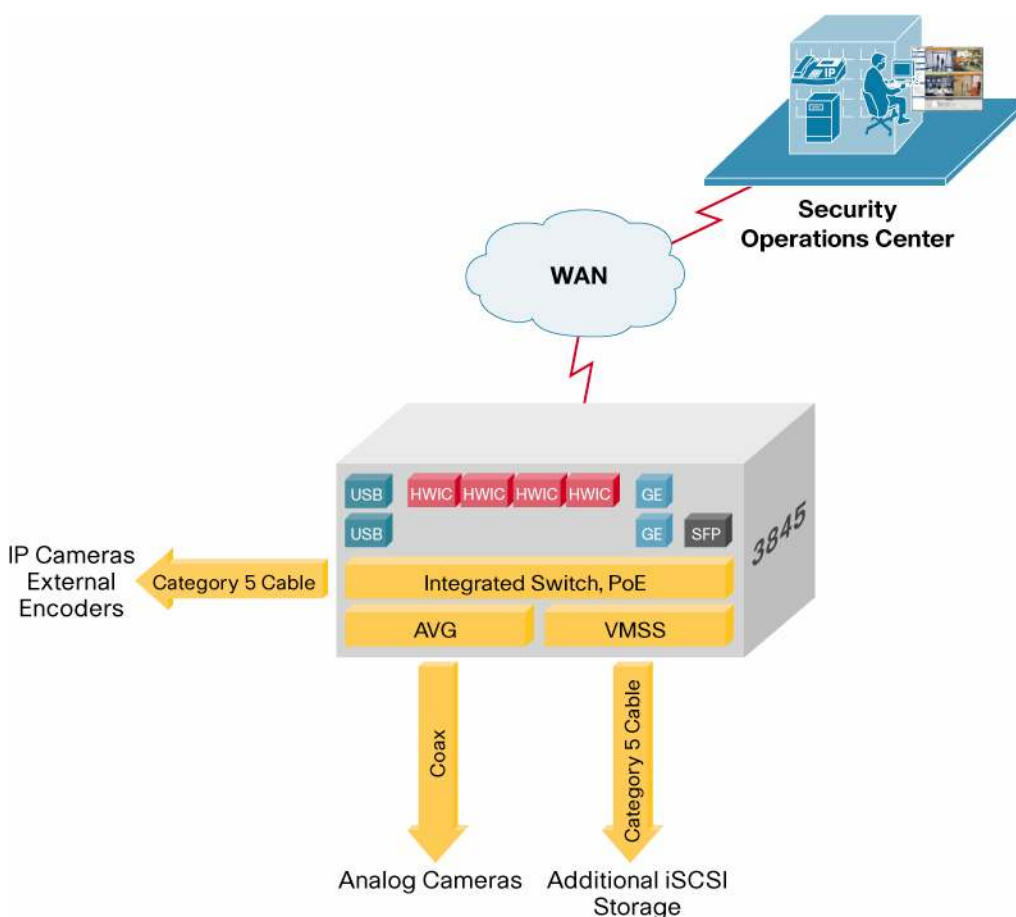 IP
Security
Operations Center
WAN
USB
HWIC
HWIC
HWIC
HWIC
GE
USB
GE
SFP
3845
IP Cameras
External
Encoders
Category 5 Cable
Integrated Switch, PoE
AVG
VMSS
Coax
Category 5 Cable
Analog Cameras
Additional iSCSI
Storage